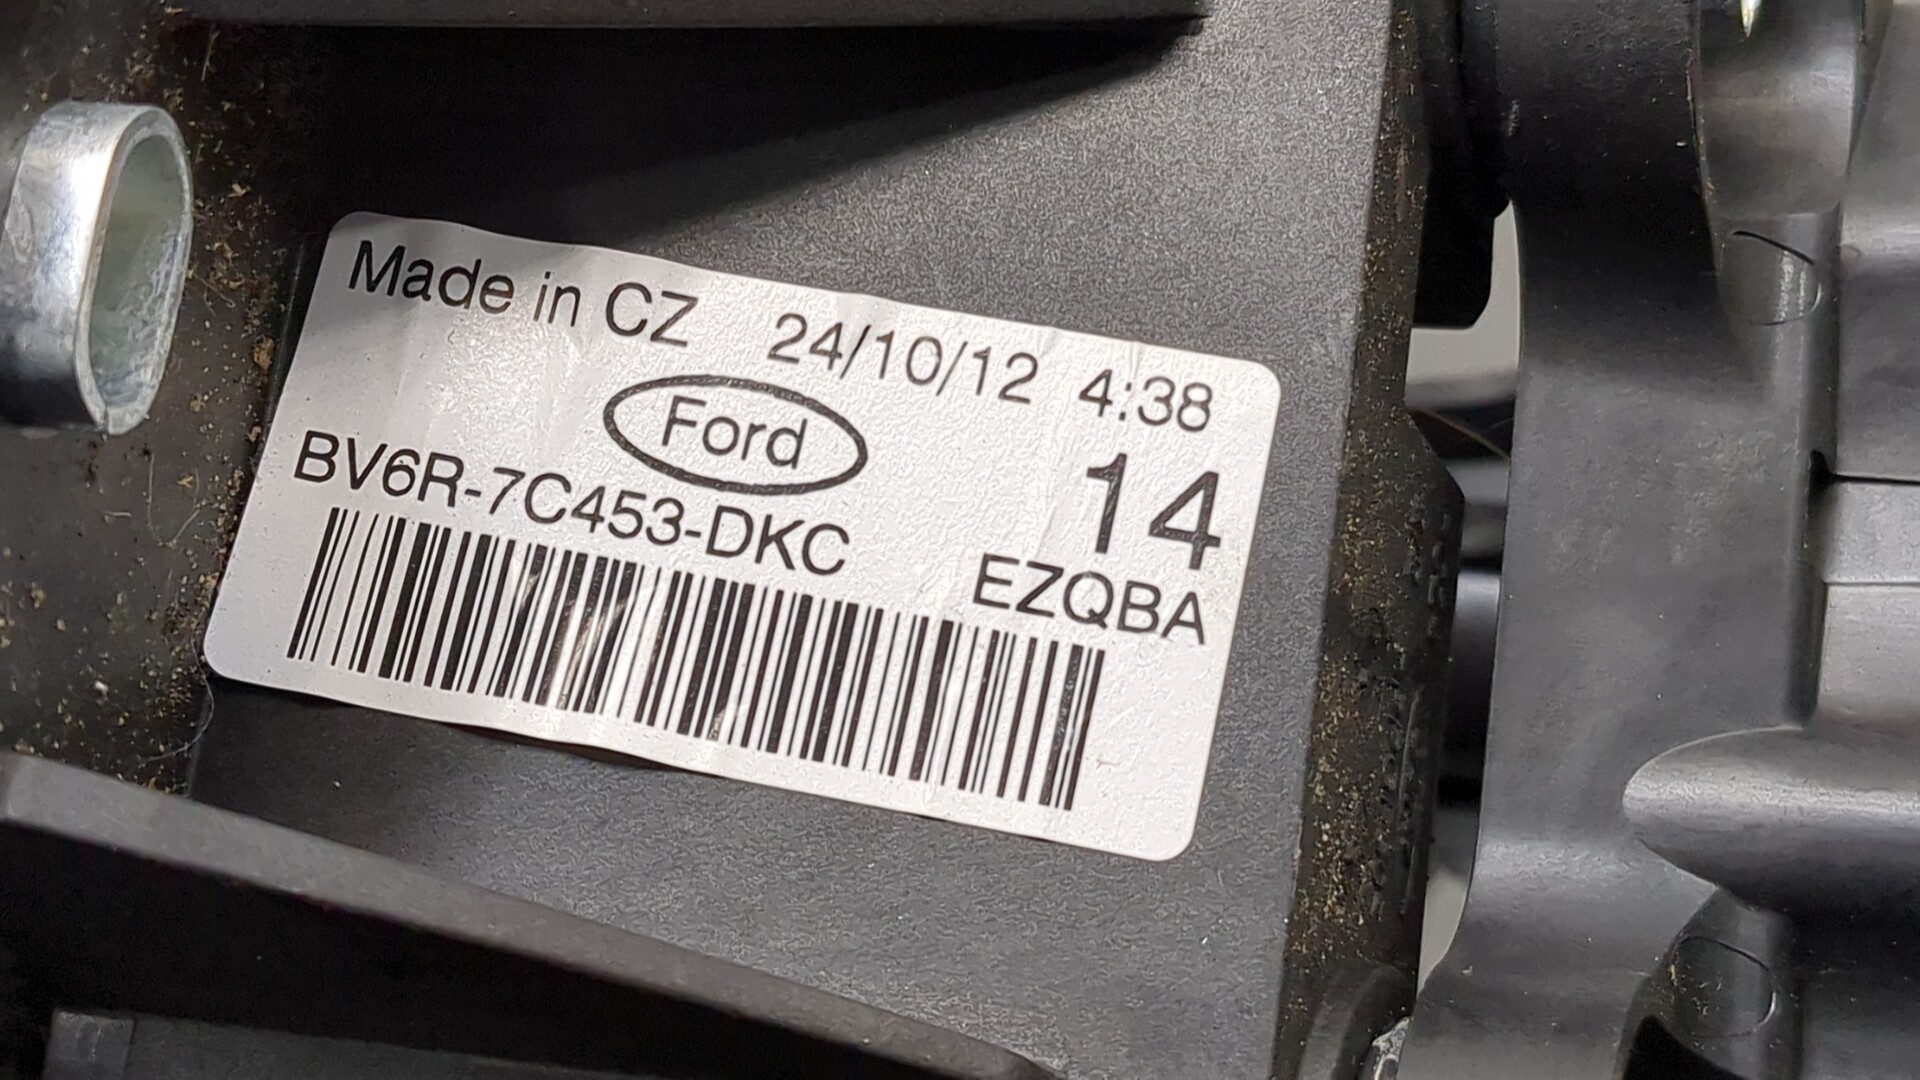 Made in CZ 24/10/12 4:38
Ford
14
BV6R-7C453-DKC
EZQBA